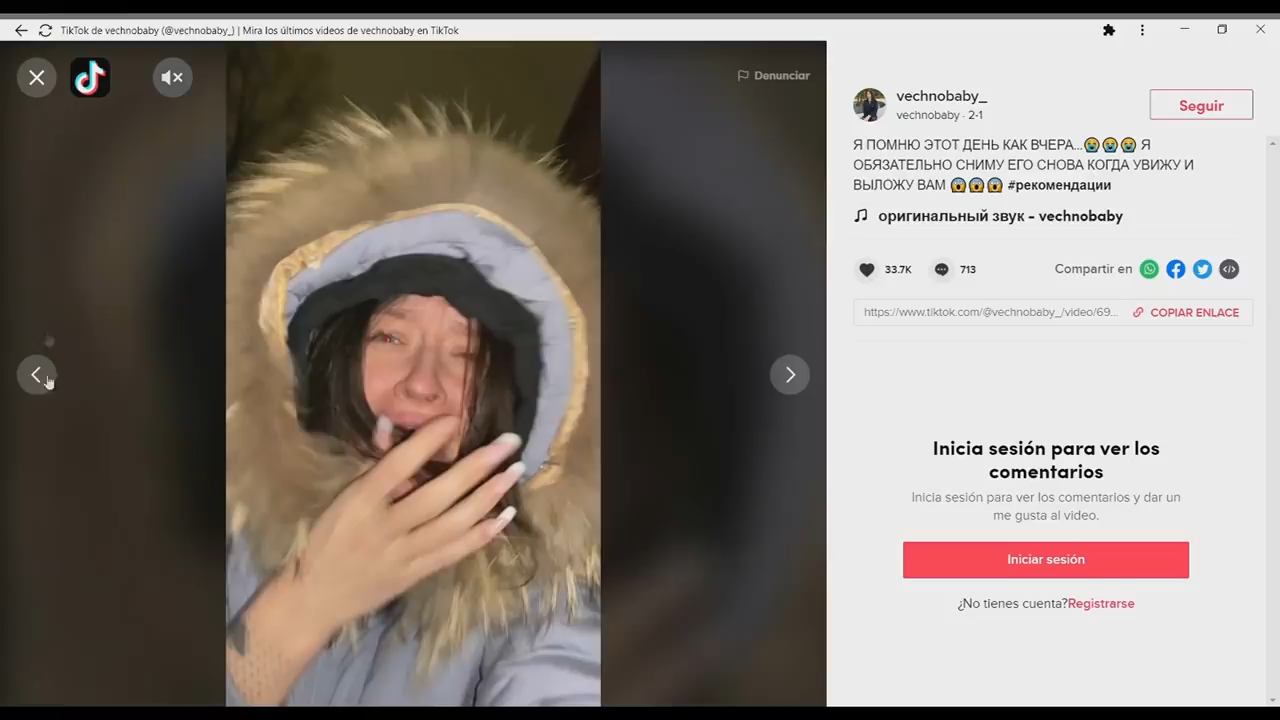 TikTok de vechnobaby (@vechnobaby_) | Mira los últimos videos de vechnobaby en TikTok
Denunciar
vechnobaby_
vechnobaby · 2-1
Seguir
Я ПОМНЮ ЭТОТ ДЕНЬ КАК ВЧЕРА...😭😭😭 Я
ОБЯЗАТЕЛЬНО СНИМУ ЕГО СНОВА КОГДА УВИЖУ И
ВЫЛОЖУ ВАМ 😱😱😱 #рекомендации
оригинальный звук - vechnobaby
33.7K
713
Compartir en
https://www.tiktok.com/@vechnobaby_/video/69...
COPIAR ENLACE
Inicia sesión para ver los
comentarios
Inicia sesión para ver los comentarios y dar un
me gusta al video.
Iniciar sesión
¿No tienes cuenta?Registrarse